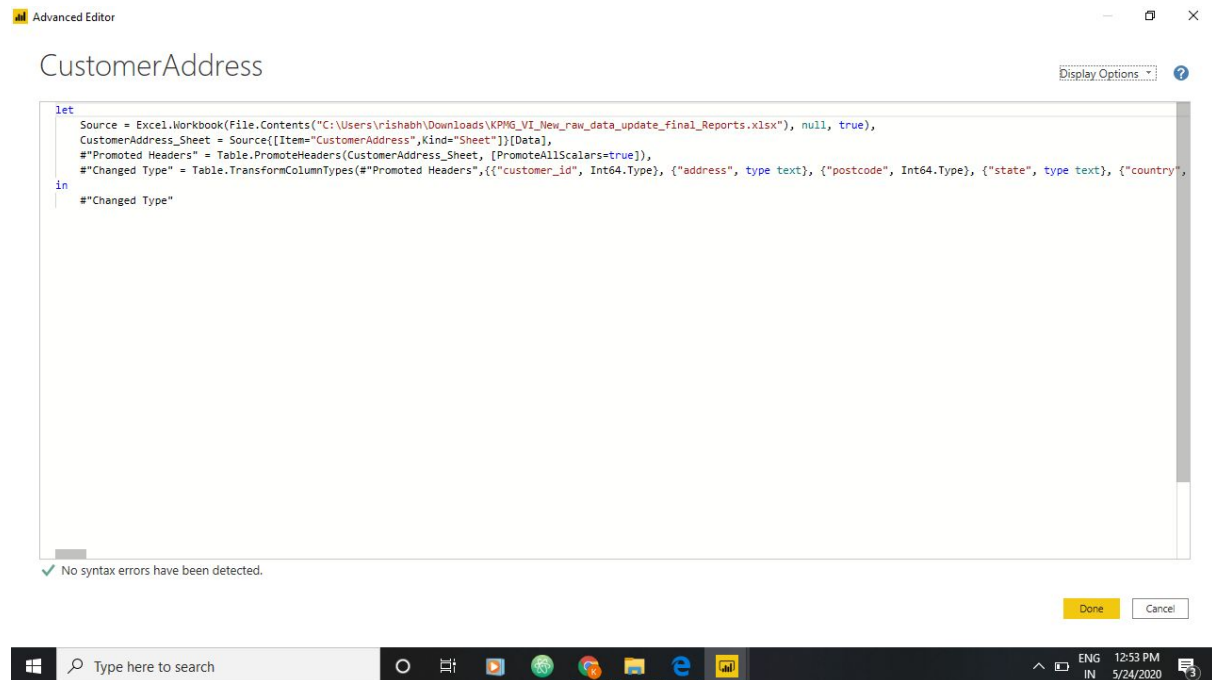 Advanced Editor
CustomerAddress
Display Options
?
let
Source = Excel.Workbook(File.Contents("C:\Users\rishabh\Downloads\KPMG_VI_New_raw_data_update_final_Reports.xlsx"), null, true),
CustomerAddress_Sheet = Source{[Item="CustomerAddress",Kind="Sheet"]}[Data],
#"Promoted Headers" = Table.PromoteHeaders(CustomerAddress_Sheet, [PromoteAllScalars=true]),
#"Changed Type" = Table.TransformColumnTypes(#"Promoted Headers",{{"customer_id", Int64.Type}, {"address", type text}, {"postcode", Int64.Type}, {"state", type text}, {"country",
in
#"Changed Type"
No syntax errors have been detected.
Done Cancel
Type here to search
ENG 12:53 PM
IN 5/24/2020
3